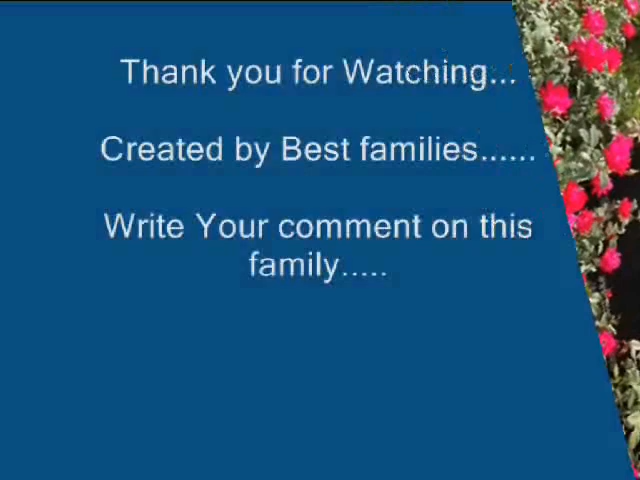 Thank you for Watching...
Created by Best families......
Write Your comment on this
family.....